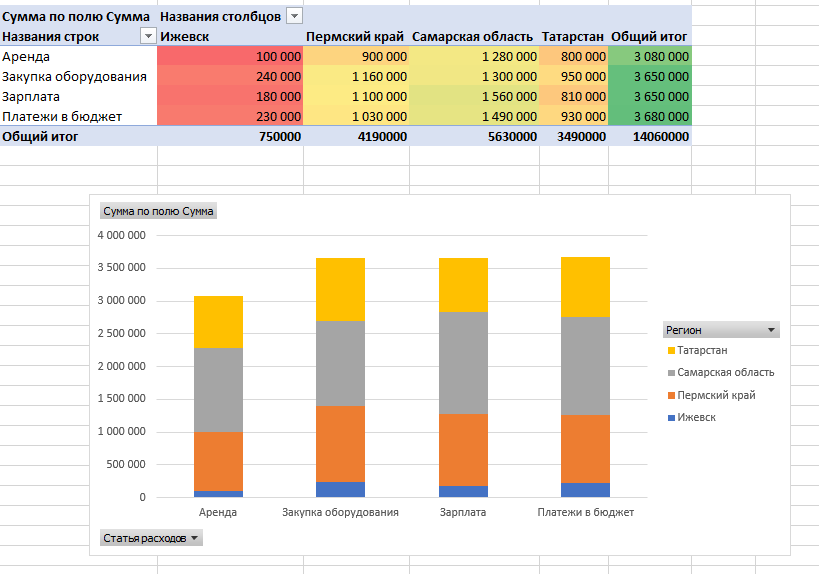 Сумма по полю Сумма Названия столбцов
Названия строк Ижевск Пермский край Самарская область Татарстан Общий итог
Аренда 100 000 900 000 1 280 000 800 000 3 080 000
Закупка оборудования 240 000 1 160 000 1 300 000 950 000 3 650 000
Зарплата 180 000 1 100 000 1 560 000 810 000 3 650 000
Платежи в бюджет 230 000 1 030 000 1 490 000 930 000 3 680 000
Общий итог 750000 4190000 5630000 3490000 14060000
Сумма по полю Сумма
4 000 000
3 500 000
3 000 000
2 500 000
2 000 000
1 500 000
1 000 000
500 000
0
Аренда Закупка оборудования Зарплата Платежи в бюджет
Регион
Татарстан
Самарская область
Пермский край
Ижевск
Статья расходов